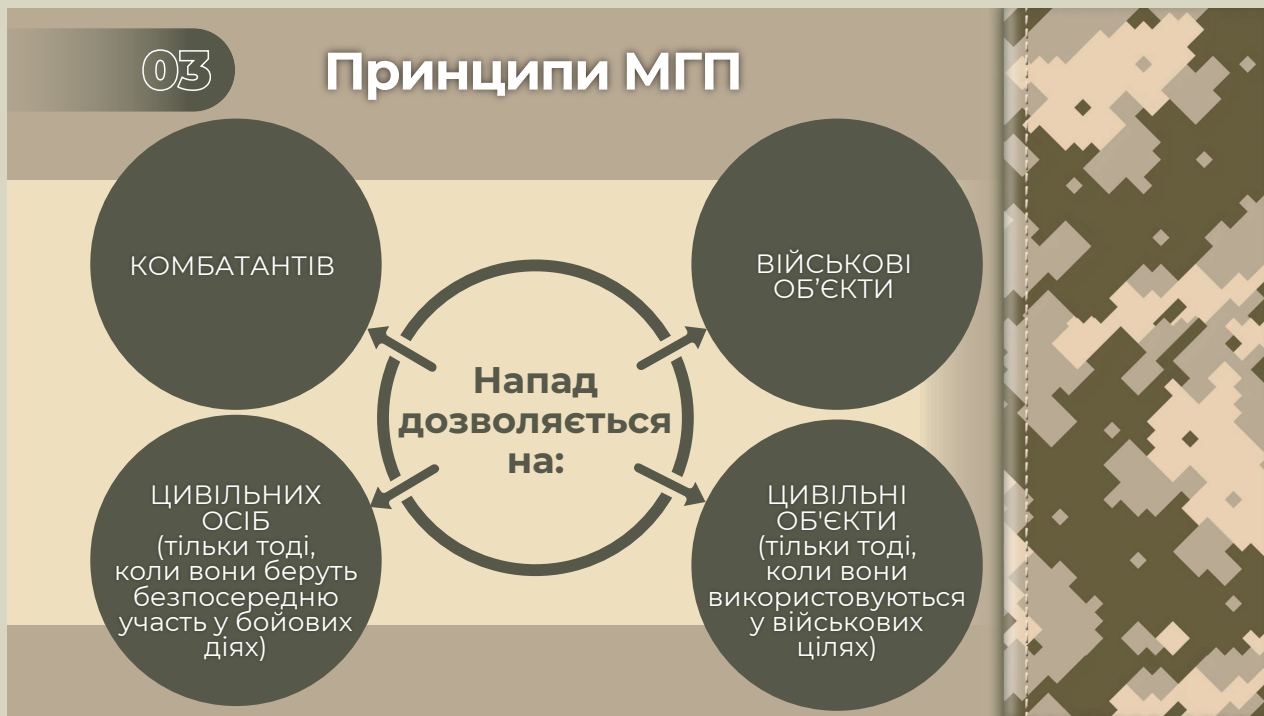 03
Принципи МГП
КОМБАТАНТІВ
ВІЙСЬКОВІ
ОБ’ЄКТИ
Напад
дозволяється
на:
ЦИВІЛЬНИХ
ОСІБ
(тільки тоді,
коли вони беруть
безпосередню
участь у бойових
діях)
ЦИВІЛЬНІ
ОБ'ЄКТИ
(тільки тоді,
коли вони
використовуються
у військових
цілях)